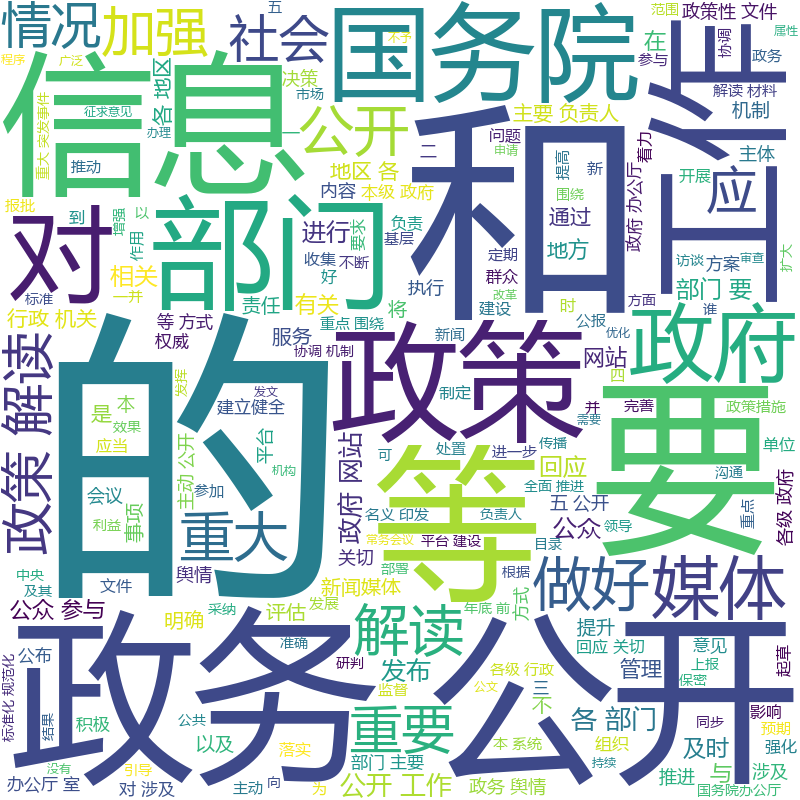 情况
加强
社会
国务院
五
在
范围
政策性 文件
未予
协调
属性
程序
广泛
各 地区
决策
市场
参与
政务
工作
信息
重大 突发事件
征求意见
办理
一
主要 负责人
解读 材料
机制
公开
和
推动
问题
申请
二
提高
新
政府 办公厅
着力
主体
地区 各
内容
本级 政府
围绕
开展
应
报批
对
到
增强
以
作用
部门
进行
负责
基层
要求
通过
群众
定期
访谈
方案
审查
扩大
相关
收集
不断
好
执行
地方
标准
一并
责任
有关
将
建设
改革
时
方面
部门 要
行政 机关
等 方式
权威
重点 围绕
公报
谁
服务
新闻
优化
政府
政策 解读
的
协调 机制
政策
网站
发挥
发文
四
是
本
建立健全
制定
并
完善
政策措施
要
效果
需要
应当
主动 公开
平台
政府 网站
等
可
处置
进一步
传播
单位
会议
事项
参加
机构
回应
全面 推进
沟通
各级 政府
利益
重大
名义 印发
负责人
五 公开
重点
公众
领导
中央
及其
舆情
关切
常务会议
平台 建设
目录
文件
新闻媒体
部署
根据
做好
媒体
公众 参与
采纳
明确
评估
发展
年底 前
方式
政务
公开
解读
提升
准确
回应 关切
意见
起草
标准化 规范化
公布
研判
发布
各级 行政
管理
上报
保密
监督
公文
三
结果
积极
公共
重要
不
各 部门
影响
同步
以及
落实
本 系统
组织
及时
预期
强化
没有
引导
部门 主要
持续
推进
与
涉及
办公厅 室
对 涉及
主动
向
为
公开 工作
政务 舆情
国务院办公厅